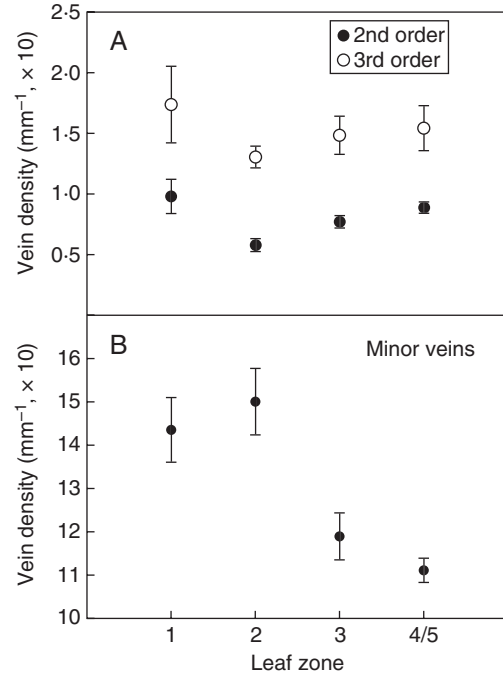 A
2nd order
3rd order
2·5
2·0
1·5
1·0
0·5
Vein density (mm⁻¹, × 10)
B
Minor veins
16
15
14
13
12
11
10
Vein density (mm⁻¹, × 10)
1 2 3 4/5
Leaf zone